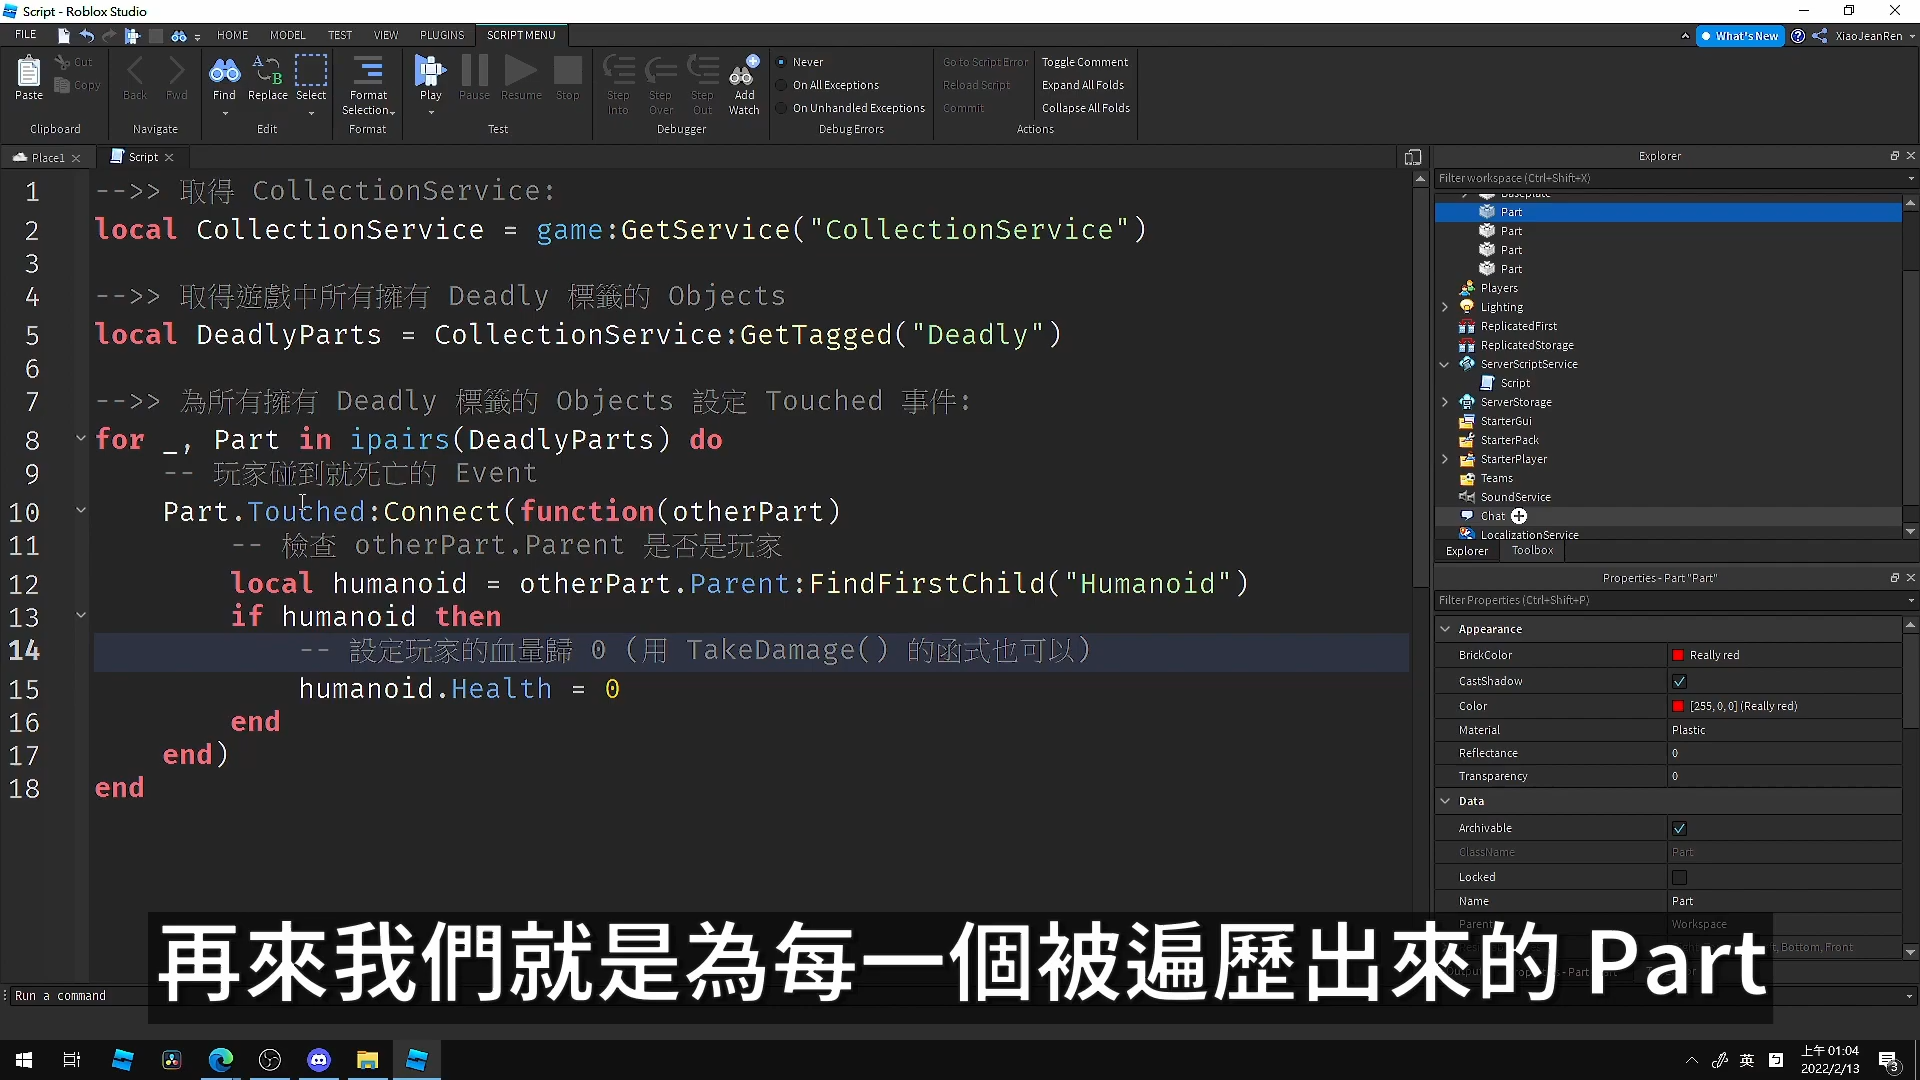 Script - Roblox Studio
FILE HOME MODEL TEST VIEW PLUGINS SCRIPT MENU What's New XiaoJeanRen
Paste Cut Copy Back Fwd Find Replace Select Format Selection Play Pause Resume Stop Step Into Step Over Step Out Add Watch
Never
On All Exceptions
On Unhandled Exceptions
Go to Script Error
Reload Script
Commit
Toggle Comment
Expand All Folds
Collapse All Folds
Clipboard Navigate Edit Format Test Debugger Debug Errors Actions
Place1 Script
1 -->> 取得 CollectionService:
2 local CollectionService = game:GetService("CollectionService")
3
4 -->> 取得遊戲中所有擁有 Deadly 標籤的 Objects
5 local DeadlyParts = CollectionService:GetTagged("Deadly")
6
7 -->> 為所有擁有 Deadly 標籤的 Objects 設定 Touched 事件:
8 for _, Part in ipairs(DeadlyParts) do
9 -- 玩家碰到就死亡的 Event
10 Part.Touched:Connect(function(otherPart)
11 -- 檢查 otherPart.Parent 是否是玩家
12 local humanoid = otherPart.Parent:FindFirstChild("Humanoid")
13 if humanoid then
14 -- 設定玩家的血量歸 0 (用 TakeDamage() 的函式也可以)
15 humanoid.Health = 0
16 end
17 end)
18 end
Explorer
Filter workspace (Ctrl+Shift+X)
Baseplate
Part
Part
Part
Part
Players
Lighting
ReplicatedFirst
ReplicatedStorage
ServerScriptService
Script
ServerStorage
StarterGui
StarterPack
StarterPlayer
Teams
SoundService
Chat
LocalizationService
Explorer Toolbox
Properties - Part "Part"
Filter Properties (Ctrl+Shift+P)
Appearance
BrickColor Really red
CastShadow
Color [255, 0, 0] (Really red)
Material Plastic
Reflectance 0
Transparency 0
Data
Archivable
ClassName Part
Locked
Name Part
Parent Workspace
Bottom, Front
再來我們就是為每一個被遍歷出來的 Part
Run a command
英
上午 01:04
2022/2/13
3